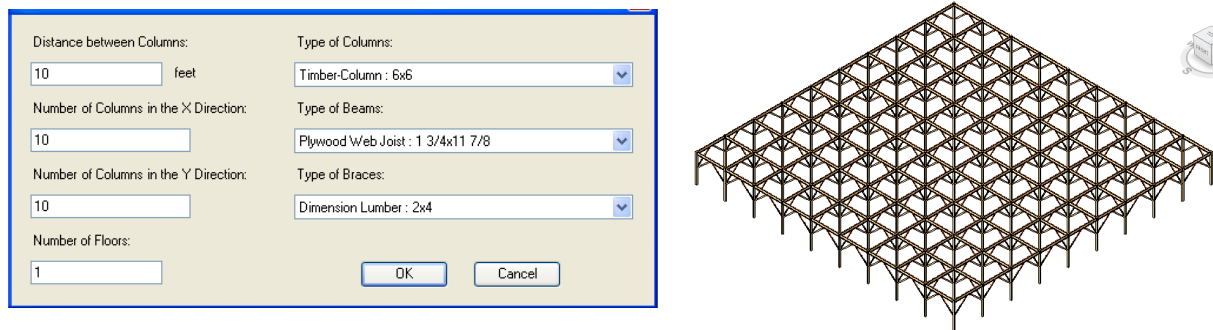 Distance between Columns:
10 feet
Number of Columns in the X Direction:
10
Number of Columns in the Y Direction:
10
Number of Floors:
1
Type of Columns:
Timber-Column : 6x6
Type of Beams:
Plywood Web Joist : 1 3/4x11 7/8
Type of Braces:
Dimension Lumber : 2x4
OK
Cancel
S